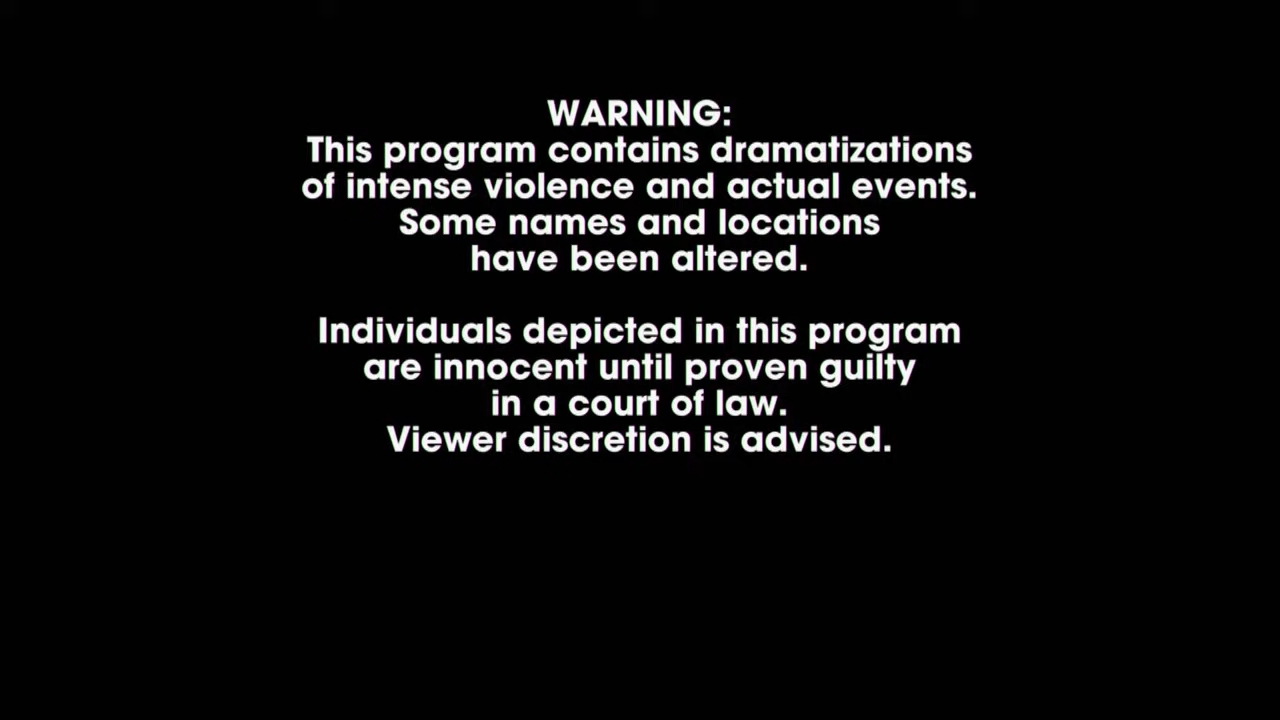 WARNING:
This program contains dramatizations
of intense violence and actual events.
Some names and locations
have been altered.
Individuals depicted in this program
are innocent until proven guilty
in a court of law.
Viewer discretion is advised.